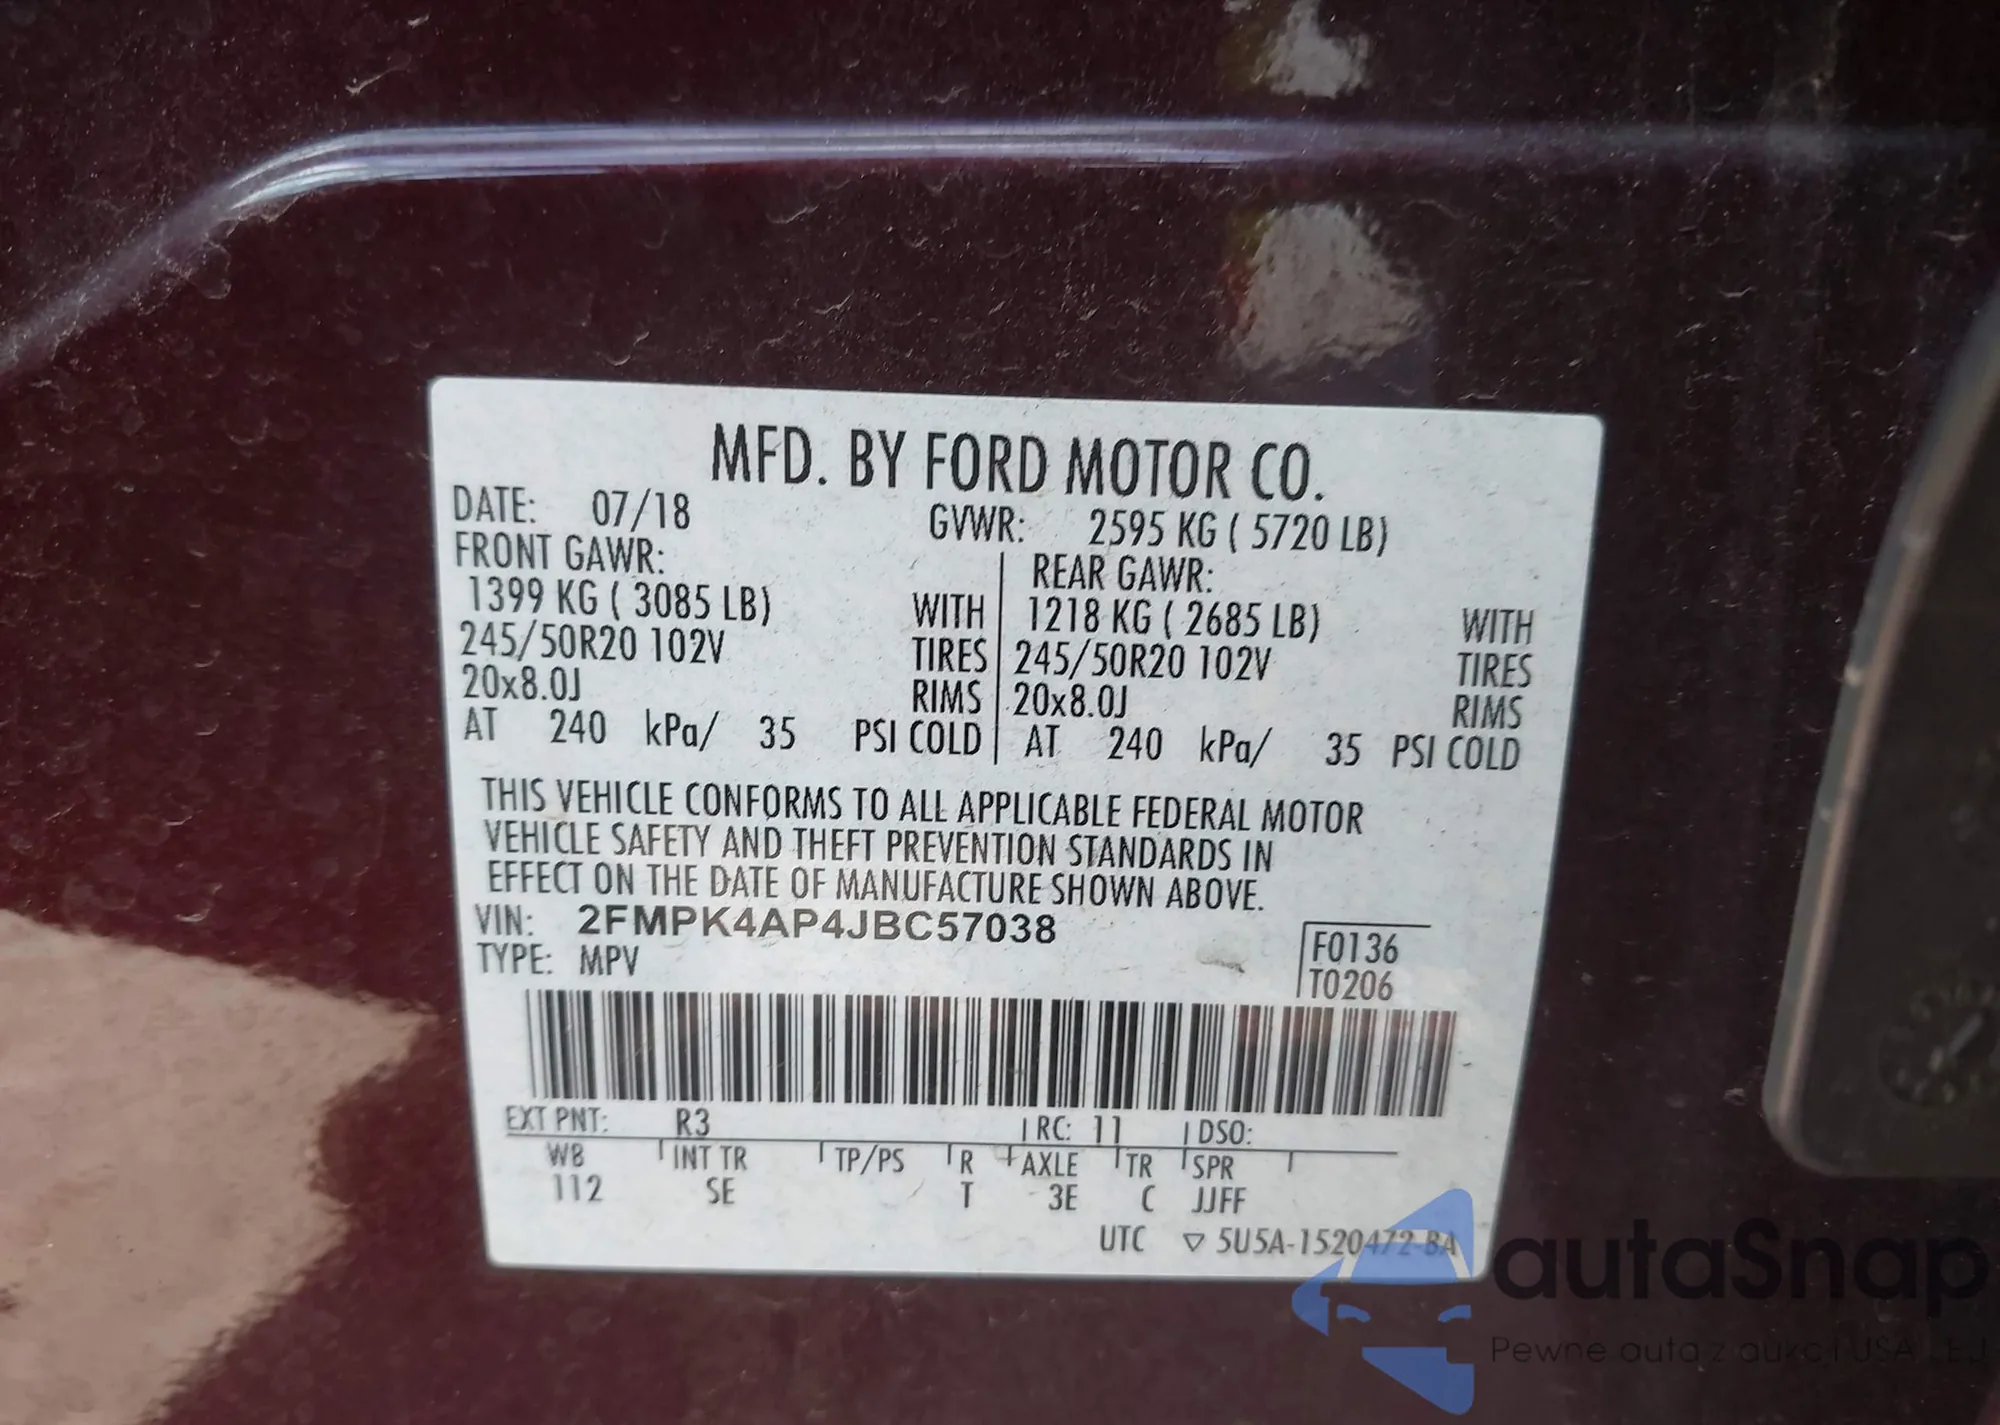 MFD. BY FORD MOTOR CO.
DATE: 07/18 GVWR: 2595 KG ( 5720 LB)
FRONT GAWR: REAR GAWR:
1399 KG ( 3085 LB) WITH 1218 KG ( 2685 LB) WITH
245/50R20 102V TIRES 245/50R20 102V TIRES
20x8.0J RIMS 20x8.0J RIMS
AT 240 kPa/ 35 PSI COLD AT 240 kPa/ 35 PSI COLD
THIS VEHICLE CONFORMS TO ALL APPLICABLE FEDERAL MOTOR
VEHICLE SAFETY AND THEFT PREVENTION STANDARDS IN
EFFECT ON THE DATE OF MANUFACTURE SHOWN ABOVE.
VIN: 2FMPK4AP4JBC57038
TYPE: MPV
F0136
T0206
EXT PNT: R3 RC: 11 DSO:
WB INT TR TP/PS R AXLE TR SPR
112 SE T 3E C JJFF
UTC ▽ 5U5A-1520472-BA
autaSnap
Pewne auta z aukcji USA